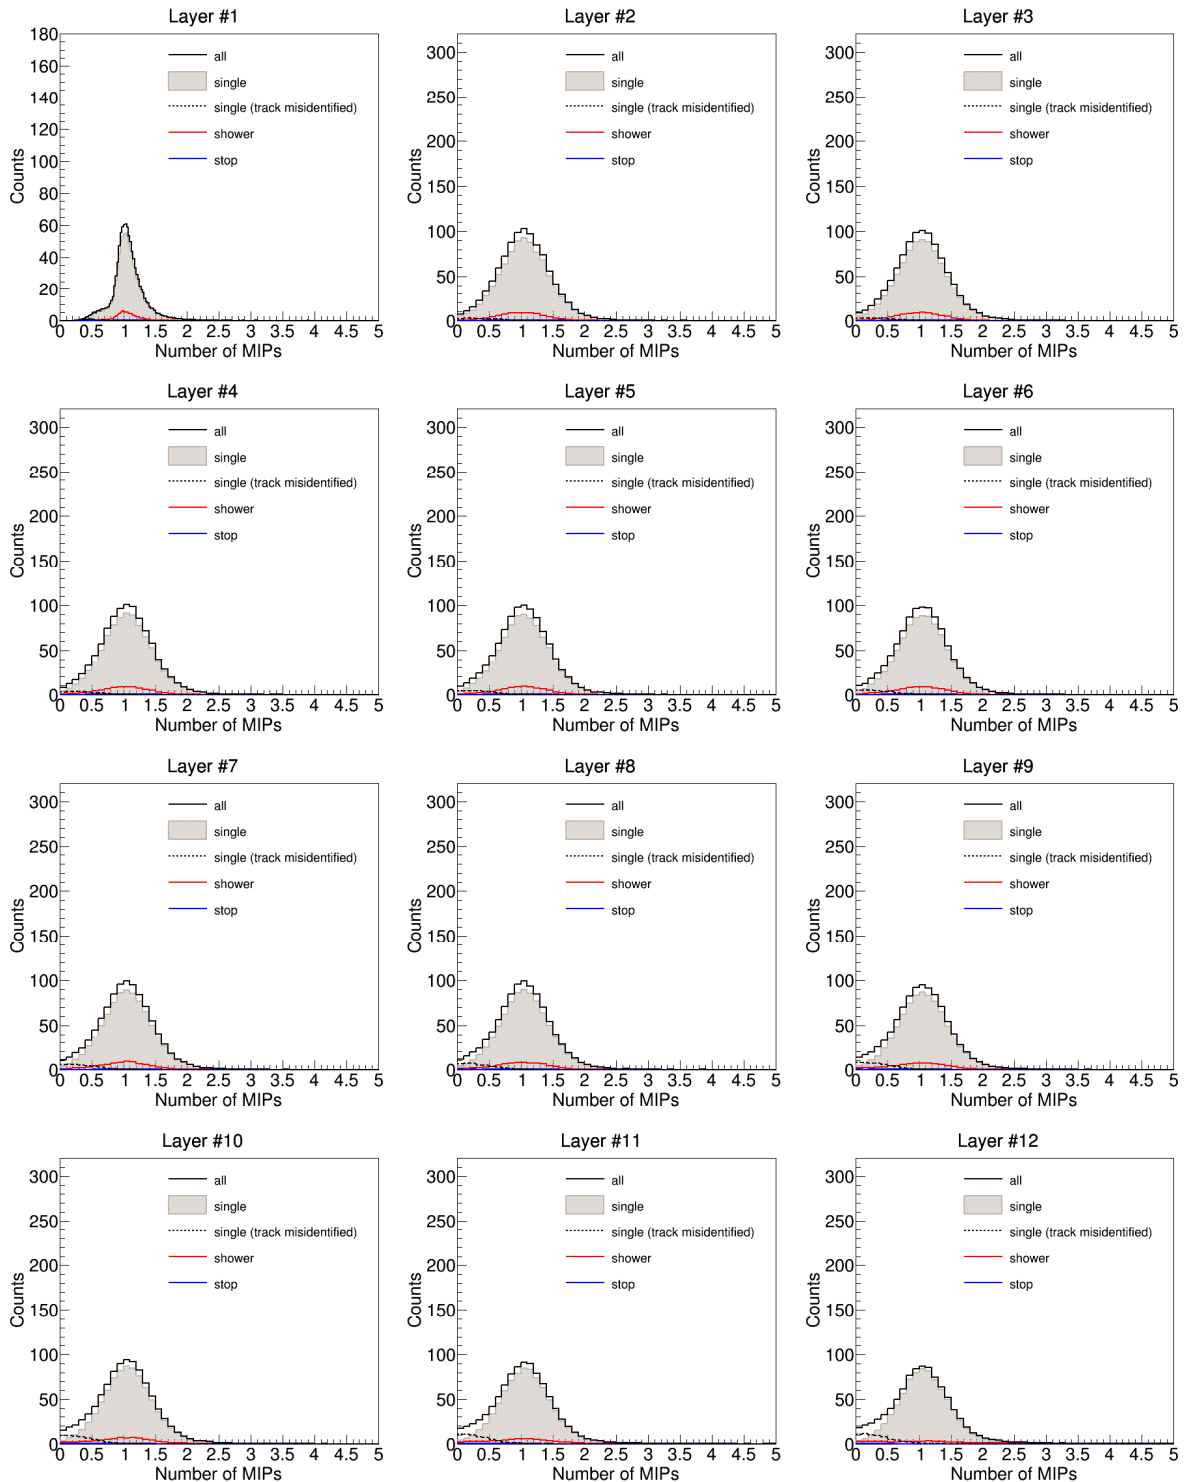 Layer #1
180
160
140
120
100
80
60
40
20
0
Counts
all
single
single (track misidentified)
shower
stop
0 0.5 1 1.5 2 2.5 3 3.5 4 4.5 5
Number of MIPs
Layer #2
300
250
200
150
100
50
0
Counts
all
single
single (track misidentified)
shower
stop
0 0.5 1 1.5 2 2.5 3 3.5 4 4.5 5
Number of MIPs
Layer #3
300
250
200
150
100
50
0
Counts
all
single
single (track misidentified)
shower
stop
0 0.5 1 1.5 2 2.5 3 3.5 4 4.5 5
Number of MIPs
Layer #4
300
250
200
150
100
50
0
Counts
all
single
single (track misidentified)
shower
stop
0 0.5 1 1.5 2 2.5 3 3.5 4 4.5 5
Number of MIPs
Layer #5
300
250
200
150
100
50
0
Counts
all
single
single (track misidentified)
shower
stop
0 0.5 1 1.5 2 2.5 3 3.5 4 4.5 5
Number of MIPs
Layer #6
300
250
200
150
100
50
0
Counts
all
single
single (track misidentified)
shower
stop
0 0.5 1 1.5 2 2.5 3 3.5 4 4.5 5
Number of MIPs
Layer #7
300
250
200
150
100
50
0
Counts
all
single
single (track misidentified)
shower
stop
0 0.5 1 1.5 2 2.5 3 3.5 4 4.5 5
Number of MIPs
Layer #8
300
250
200
150
100
50
0
Counts
all
single
single (track misidentified)
shower
stop
0 0.5 1 1.5 2 2.5 3 3.5 4 4.5 5
Number of MIPs
Layer #9
300
250
200
150
100
50
0
Counts
all
single
single (track misidentified)
shower
stop
0 0.5 1 1.5 2 2.5 3 3.5 4 4.5 5
Number of MIPs
Layer #10
300
250
200
150
100
50
0
Counts
all
single
single (track misidentified)
shower
stop
0 0.5 1 1.5 2 2.5 3 3.5 4 4.5 5
Number of MIPs
Layer #11
300
250
200
150
100
50
0
Counts
all
single
single (track misidentified)
shower
stop
0 0.5 1 1.5 2 2.5 3 3.5 4 4.5 5
Number of MIPs
Layer #12
300
250
200
150
100
50
0
Counts
all
single
single (track misidentified)
shower
stop
0 0.5 1 1.5 2 2.5 3 3.5 4 4.5 5
Number of MIPs